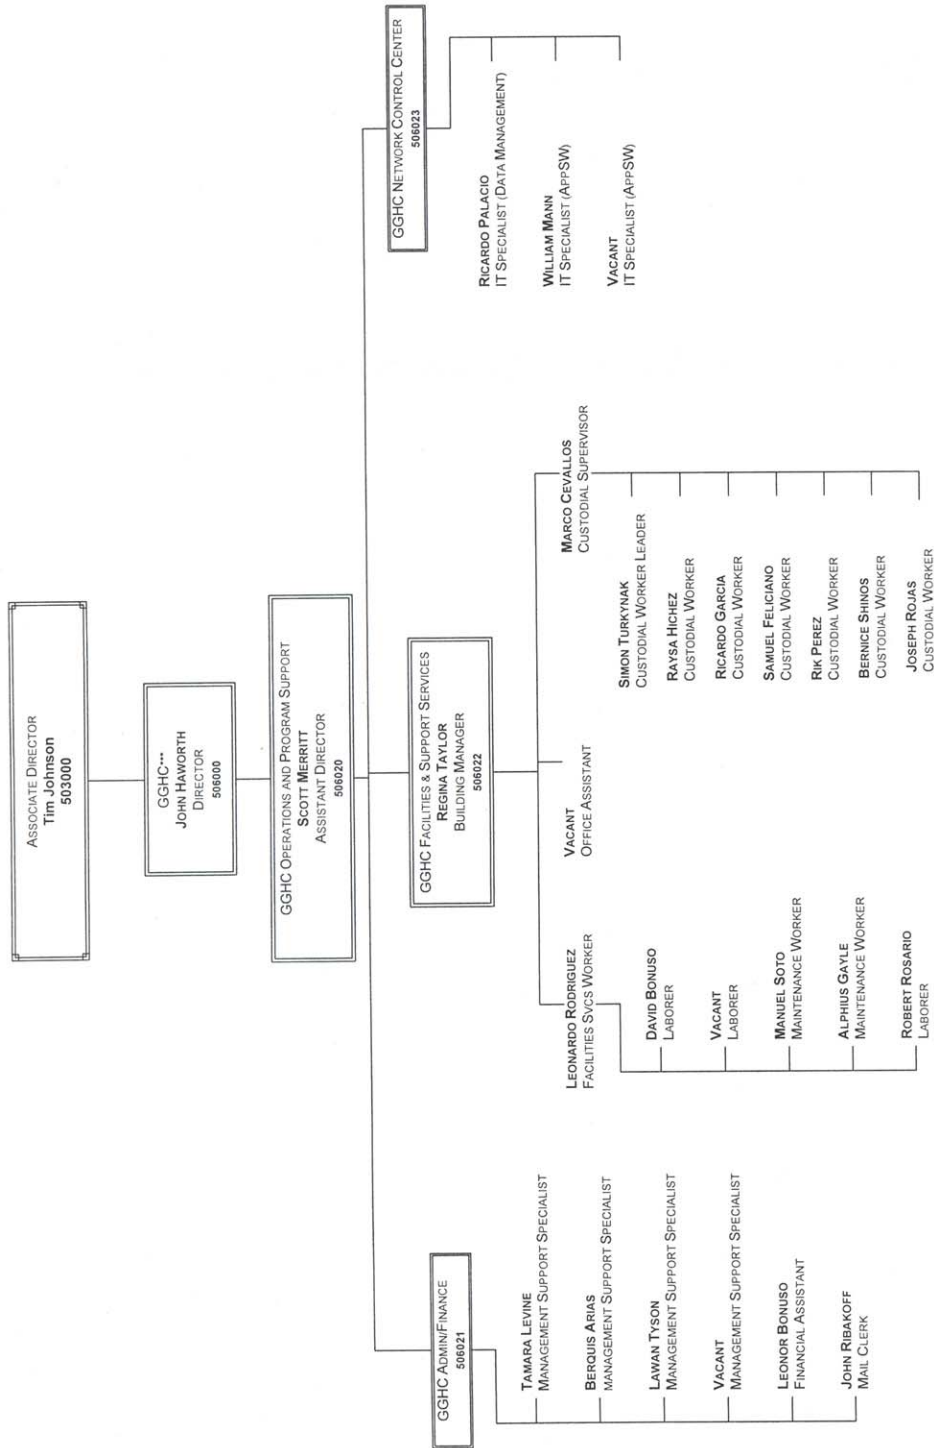 ASSOCIATE DIRECTOR
Tim Johnson
503000
GGHC•••
JOHN HAWORTH
DIRECTOR
506000
GGHC OPERATIONS AND PROGRAM SUPPORT
SCOTT MERRITT
ASSISTANT DIRECTOR
506020
GGHC ADMIN/FINANCE
506021
TAMARA LEVINE
MANAGEMENT SUPPORT SPECIALIST
BERQUIS ARIAS
MANAGEMENT SUPPORT SPECIALIST
LAWAN TYSON
MANAGEMENT SUPPORT SPECIALIST
VACANT
MANAGEMENT SUPPORT SPECIALIST
LEONOR BONUSO
FINANCIAL ASSISTANT
JOHN RIBAKOFF
MAIL CLERK
GGHC FACILITIES & SUPPORT SERVICES
REGINA TAYLOR
BUILDING MANAGER
506022
LEONARDO RODRIGUEZ
FACILITIES SVCS WORKER
DAVID BONUSO
LABORER
VACANT
LABORER
MANUEL SOTO
MAINTENANCE WORKER
ALPHIUS GAYLE
MAINTENANCE WORKER
ROBERT ROSARIO
LABORER
VACANT
OFFICE ASSISTANT
MARCO CEVALLOS
CUSTODIAL SUPERVISOR
SIMON TURKYNAK
CUSTODIAL WORKER LEADER
RAYSA HICHEZ
CUSTODIAL WORKER
RICARDO GARCIA
CUSTODIAL WORKER
SAMUEL FELICIANO
CUSTODIAL WORKER
RIK PEREZ
CUSTODIAL WORKER
BERNICE SHINOS
CUSTODIAL WORKER
JOSEPH ROJAS
CUSTODIAL WORKER
GGHC NETWORK CONTROL CENTER
506023
RICARDO PALACIO
IT SPECIALIST (DATA MANAGEMENT)
WILLIAM MANN
IT SPECIALIST (APPSW)
VACANT
IT SPECIALIST (APPSW)